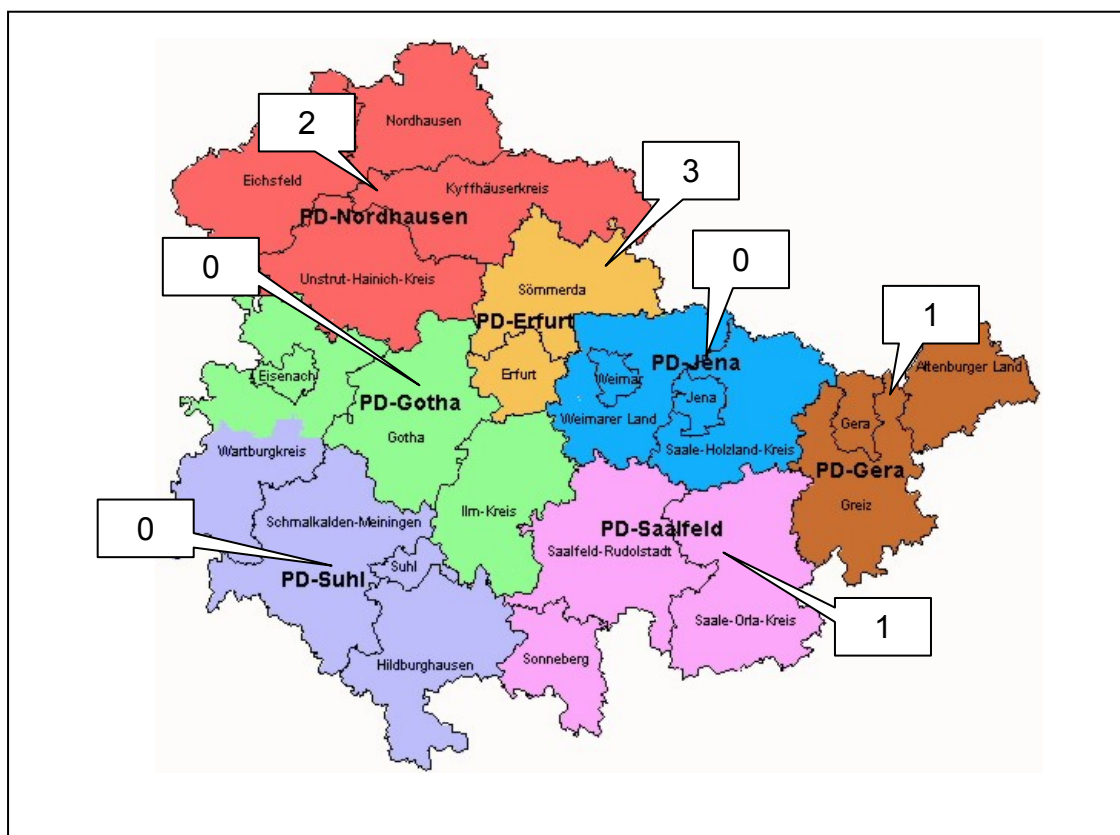 Nordhausen
2
Eichsfeld
Kyffhäuserkreis
3
PD-Nordhausen
0
Unstrut-Hainich-Kreis
Sömmerda
0
PD-Erfurt
1
Altenburger Land
Eisenach
Erfurt
PD-Jena
Weimar
Jena
PD-Gotha
Gotha
Weimarer Land
Gera
Wartburgkreis
Saale-Holzland-Kreis
PD-Gera
Greiz
Schmalkalden-Meiningen
Ilm-Kreis
0
PD-Saalfeld
Saalfeld-Rudolstadt
Suhl
PD-Suhl
1
Saale-Orla-Kreis
Hildburghausen
Sonneberg